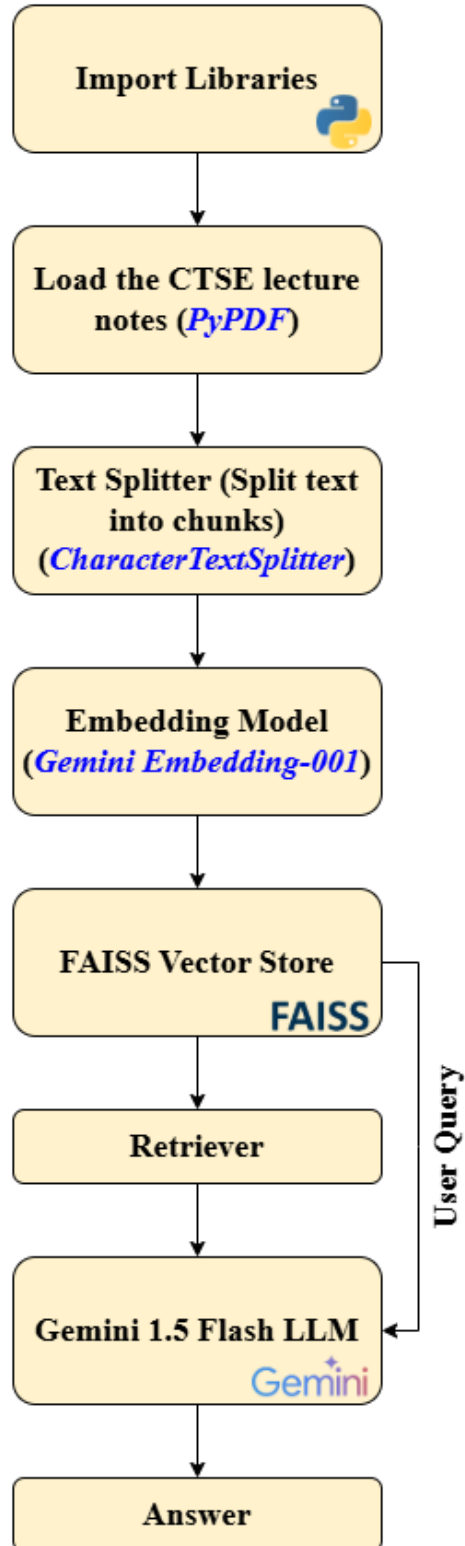 Import Libraries
Load the CTSE lecture
notes (PyPDF)
Text Splitter (Split text
into chunks)
(CharacterTextSplitter)
Embedding Model
(Gemini Embedding-001)
FAISS Vector Store
FAISS
User Query
Retriever
Gemini 1.5 Flash LLM
Gemini
Answer